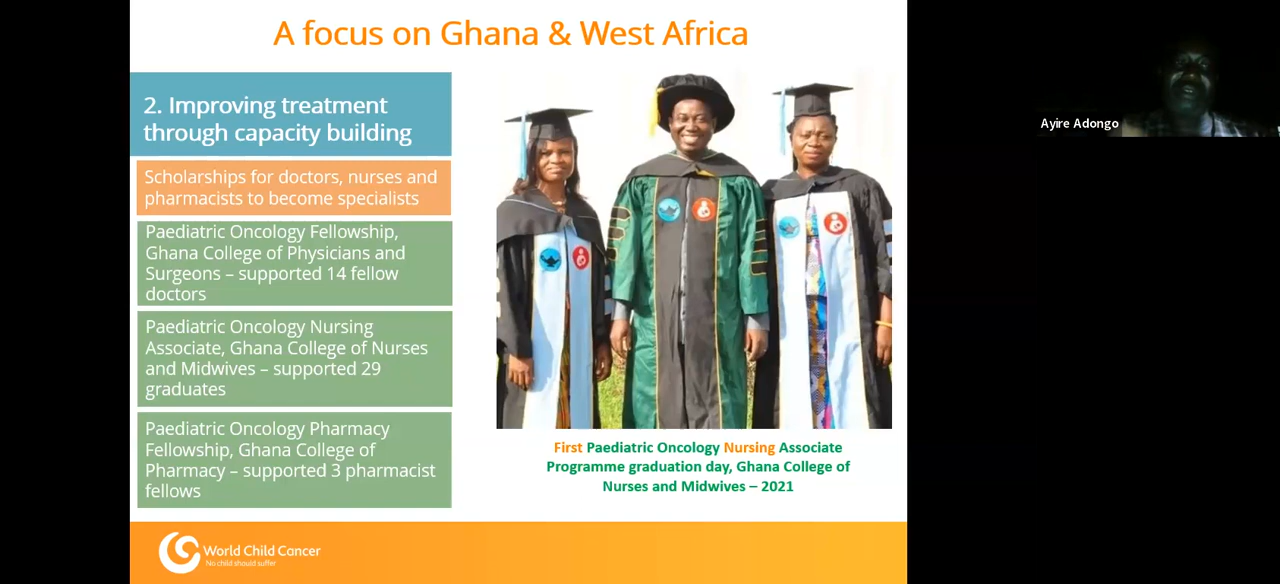 A focus on Ghana & West Africa
2. Improving treatment
through capacity building
Scholarships for doctors, nurses and
pharmacists to become specialists
Paediatric Oncology Fellowship,
Ghana College of Physicians and
Surgeons – supported 14 fellow
doctors
Paediatric Oncology Nursing
Associate, Ghana College of Nurses
and Midwives – supported 29
graduates
Paediatric Oncology Pharmacy
Fellowship, Ghana College of
Pharmacy – supported 3 pharmacist
fellows
First Paediatric Oncology Nursing Associate
Programme graduation day, Ghana College of
Nurses and Midwives – 2021
World Child Cancer
No child should suffer
Ayire Adongo